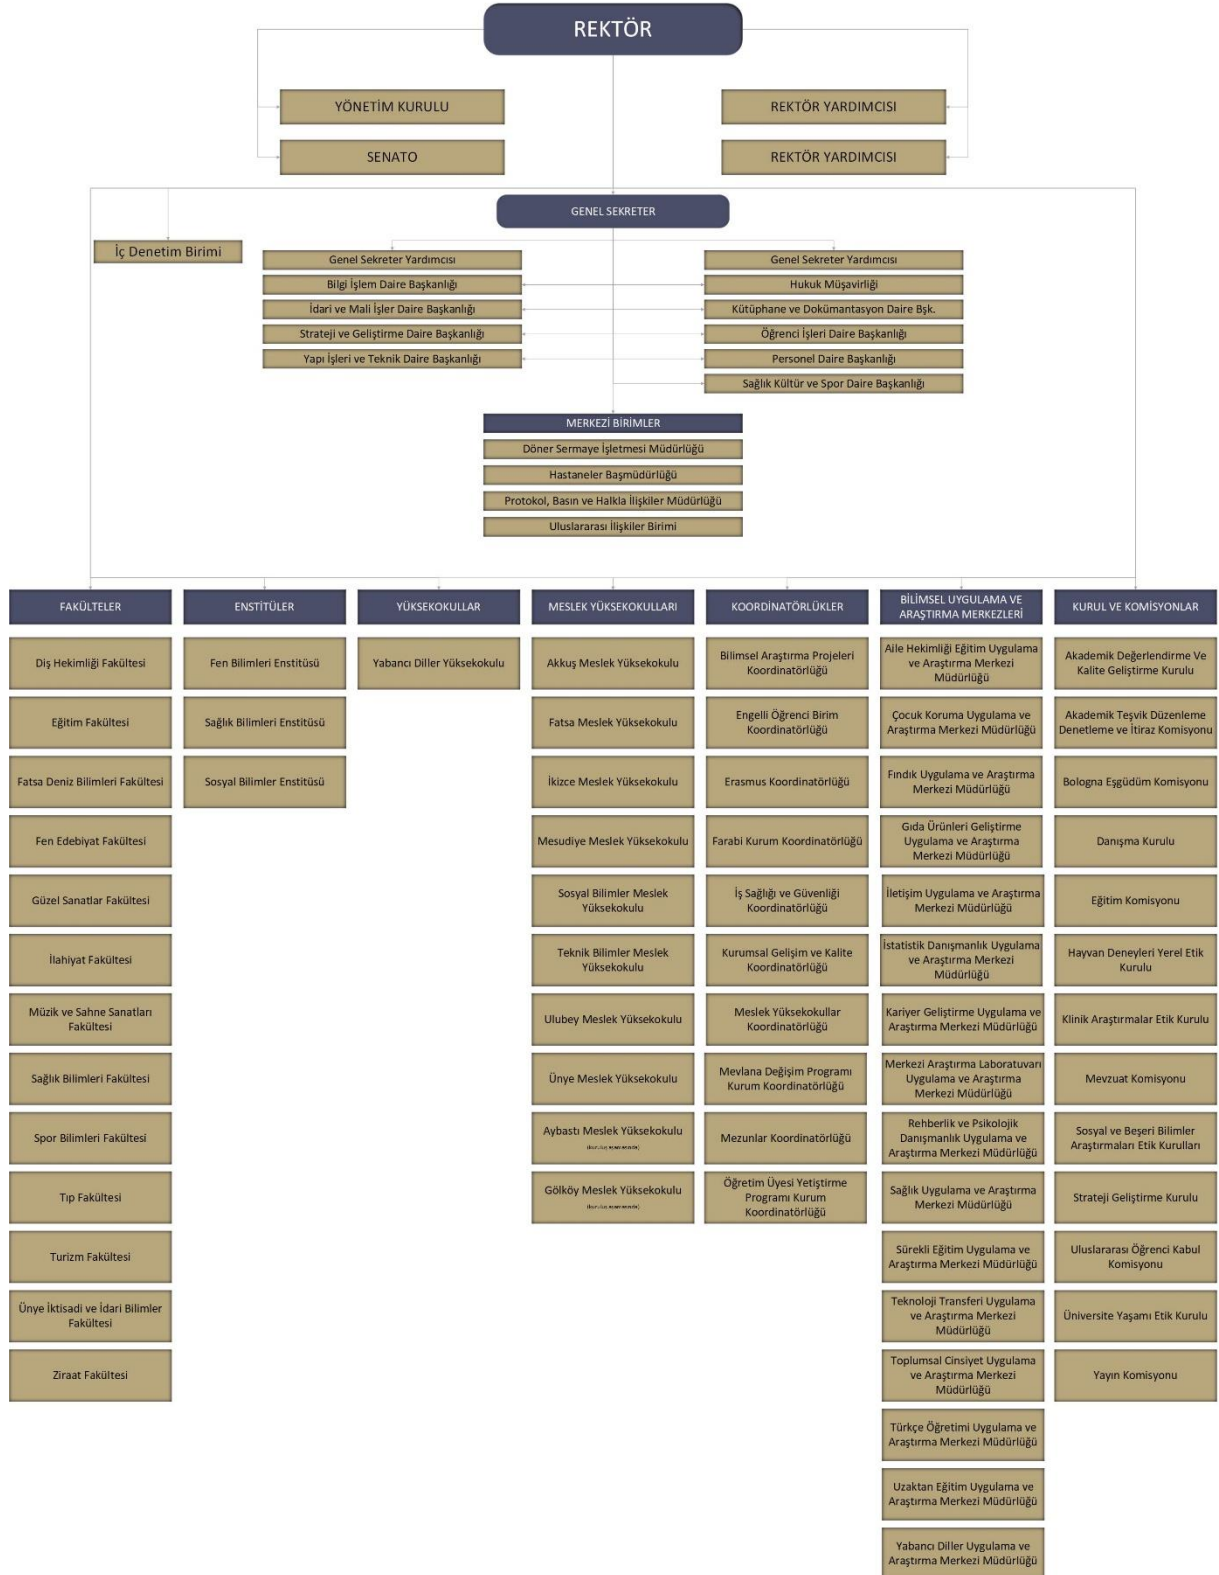 REKTÖR
YÖNETİM KURULU
REKTÖR YARDIMCISI
SENATO
REKTÖR YARDIMCISI
GENEL SEKRETER
İç Denetim Birimi
Genel Sekreter Yardımcısı
Bilgi İşlem Daire Başkanlığı
İdari ve Mali İşler Daire Başkanlığı
Strateji ve Geliştirme Daire Başkanlığı
Yapı İşleri ve Teknik Daire Başkanlığı
Genel Sekreter Yardımcısı
Hukuk Müşavirliği
Kütüphane ve Dokümantasyon Daire Bşk.
Öğrenci İşleri Daire Başkanlığı
Personel Daire Başkanlığı
Sağlık Kültür ve Spor Daire Başkanlığı
MERKEZİ BİRİMLER
Döner Sermaye İşletmesi Müdürlüğü
Hastaneler Başmüdürlüğü
Protokol, Basın ve Halkla İlişkiler Müdürlüğü
Uluslararası İlişkiler Birimi
FAKÜLTELER
Diş Hekimliği Fakültesi
Eğitim Fakültesi
Fatsa Deniz Bilimleri Fakültesi
Fen Edebiyat Fakültesi
Güzel Sanatlar Fakültesi
İlahiyat Fakültesi
Müzik ve Sahne Sanatları
Fakültesi
Sağlık Bilimleri Fakültesi
Spor Bilimleri Fakültesi
Tıp Fakültesi
Turizm Fakültesi
Ünye İktisadi ve İdari Bilimler
Fakültesi
Ziraat Fakültesi
ENSTİTÜLER
Fen Bilimleri Enstitüsü
Sağlık Bilimleri Enstitüsü
Sosyal Bilimler Enstitüsü
YÜKSEKOKULLAR
Yabancı Diller Yüksekokulu
MESLEK YÜKSEKOKULLARI
Akkuş Meslek Yüksekokulu
Fatsa Meslek Yüksekokulu
İkizce Meslek Yüksekokulu
Mesudiye Meslek Yüksekokulu
Sosyal Bilimler Meslek
Yüksekokulu
Teknik Bilimler Meslek
Yüksekokulu
Ulubey Meslek Yüksekokulu
Ünye Meslek Yüksekokulu
Aybastı Meslek Yüksekokulu
Gölköy Meslek Yüksekokulu
KOORDİNATÖRLÜKLER
Bilimsel Araştırma Projeleri
Koordinatörlüğü
Engelli Öğrenci Birim
Koordinatörlüğü
Erasmus Koordinatörlüğü
Farabi Kurum Koordinatörlüğü
İş Sağlığı ve Güvenliği
Koordinatörlüğü
Kurumsal Gelişim ve Kalite
Koordinatörlüğü
Meslek Yüksekokullar
Koordinatörlüğü
Mevlana Değişim Programı
Kurum Koordinatörlüğü
Mezunlar Koordinatörlüğü
Öğretim Üyesi Yetiştirme
Programı Kurum
Koordinatörlüğü
BİLİMSEL UYGULAMA VE
ARAŞTIRMA MERKEZLERİ
Aile Hekimliği Eğitim Uygulama
ve Araştırma Merkezi
Müdürlüğü
Çocuk Koruma Uygulama ve
Araştırma Merkezi Müdürlüğü
Fındık Uygulama ve Araştırma
Merkezi Müdürlüğü
Gıda Ürünleri Geliştirme
Uygulama ve Araştırma
Merkezi Müdürlüğü
İletişim Uygulama ve Araştırma
Merkezi Müdürlüğü
İstatistik Danışmanlık Uygulama
ve Araştırma Merkezi
Müdürlüğü
Kariyer Geliştirme Uygulama ve
Araştırma Merkezi Müdürlüğü
Merkezi Araştırma Laboratuvarı
Uygulama ve Araştırma
Merkezi Müdürlüğü
Rehberlik ve Psikolojik
Danışmanlık Uygulama ve
Araştırma Merkezi Müdürlüğü
Sağlık Uygulama ve Araştırma
Merkezi Müdürlüğü
Sürekli Eğitim Uygulama ve
Araştırma Merkezi Müdürlüğü
Teknoloji Transferi Uygulama
ve Araştırma Merkezi
Müdürlüğü
Toplumsal Cinsiyet Uygulama
ve Araştırma Merkezi
Müdürlüğü
Türkçe Öğretimi Uygulama ve
Araştırma Merkezi Müdürlüğü
Uzaktan Eğitim Uygulama ve
Araştırma Merkezi Müdürlüğü
Yabancı Diller Uygulama ve
Araştırma Merkezi Müdürlüğü
KURUL VE KOMİSYONLAR
Akademik Değerlendirme Ve
Kalite Geliştirme Kurulu
Akademik Teşvik Düzenleme
Denetleme ve İtiraz Komisyonu
Bologna Eşgüdüm Komisyonu
Danışma Kurulu
Eğitim Komisyonu
Hayvan Deneyleri Yerel Etik
Kurulu
Klinik Araştırmalar Etik Kurulu
Mevzuat Komisyonu
Sosyal ve Beşeri Bilimler
Araştırmaları Etik Kurulları
Strateji Geliştirme Kurulu
Uluslararası Öğrenci Kabul
Komisyonu
Üniversite Yaşamı Etik Kurulu
Yayın Komisyonu